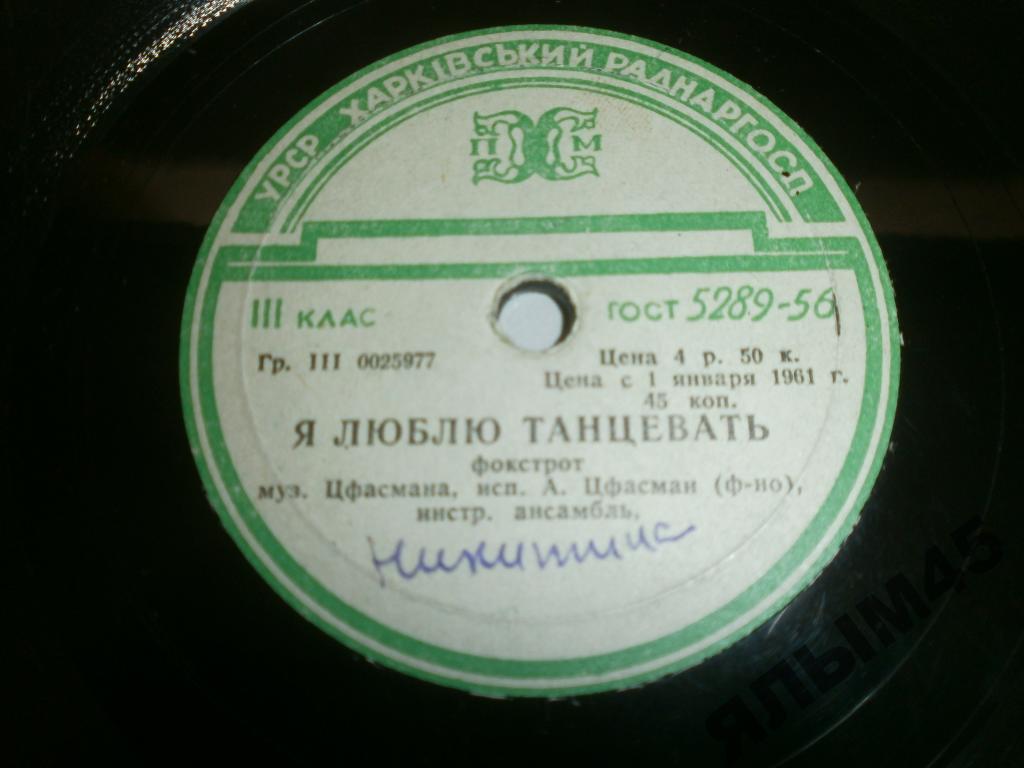 УРСР ХАРКІВСЬКИЙ РАДНАРГОСП
П М
III КЛАС ГОСТ 5289-56
Гр. III 0025977 Цена 4 р. 50 к.
Цена с 1 января 1961 г.
45 коп.
Я ЛЮБЛЮ ТАНЦЕВАТЬ
фокстрот
муз. Цфасмана, исп. А. Цфасман (ф-но),
инстр. ансамбль,
Никитина
ЯЛЫМ45